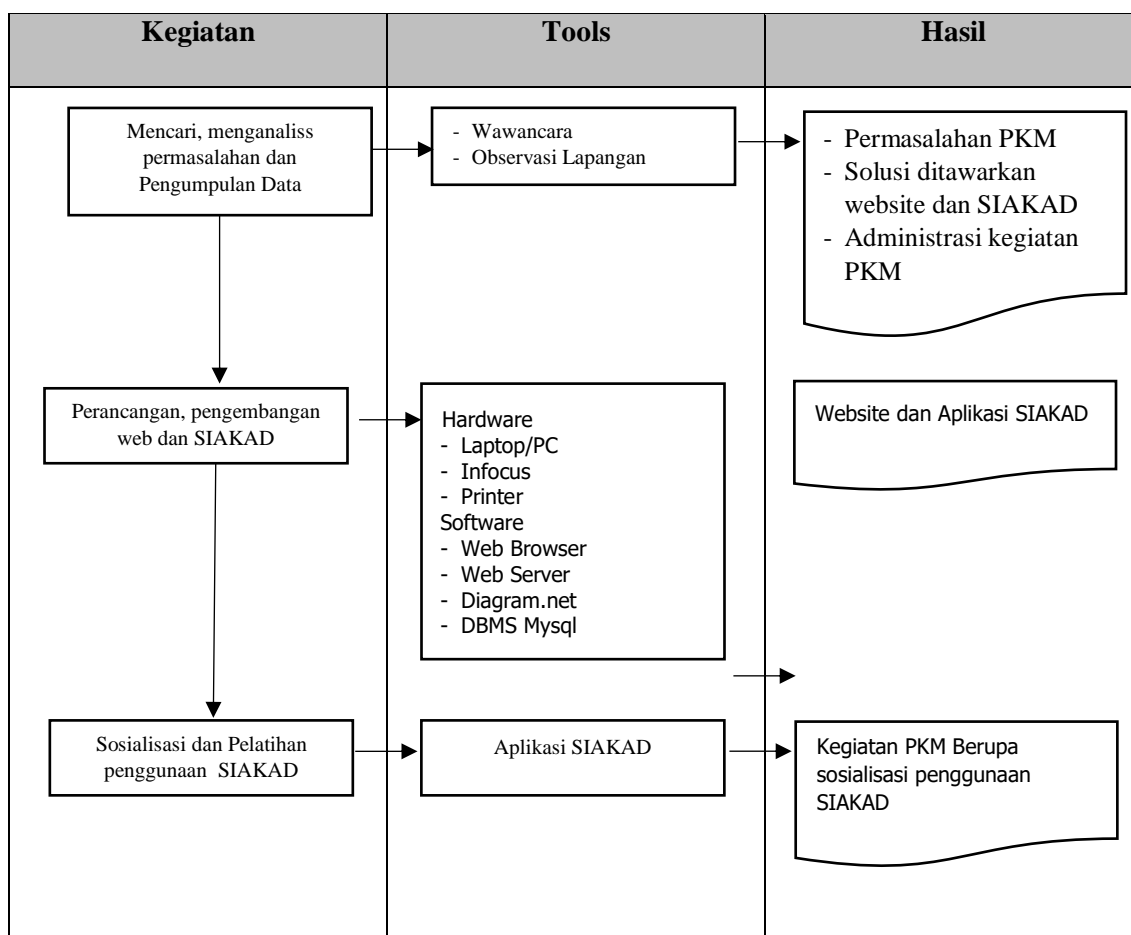 Kegiatan
Tools
Hasil
Mencari, menganaliss
permasalahan dan
Pengumpulan Data
- Wawancara
- Observasi Lapangan
- Permasalahan PKM
- Solusi ditawarkan
website dan SIAKAD
- Administrasi kegiatan
PKM
Perancangan, pengembangan
web dan SIAKAD
Hardware
- Laptop/PC
- Infocus
- Printer
Software
- Web Browser
- Web Server
- Diagram.net
- DBMS Mysql
Website dan Aplikasi SIAKAD
Sosialisasi dan Pelatihan
penggunaan SIAKAD
Aplikasi SIAKAD
Kegiatan PKM Berupa
sosialisasi penggunaan
SIAKAD